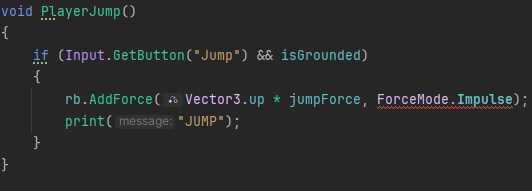 void PlayerJump()
{
if (Input.GetButton("Jump") && isGrounded)
{
rb.AddForce(Vector3.up * jumpForce, ForceMode.Impulse);
print(message: "JUMP");
}
}